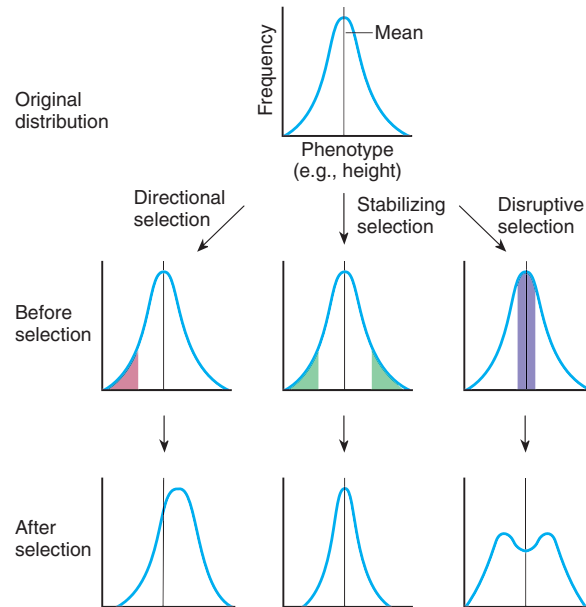 Frequency
Mean
Original
distribution
Phenotype
(e.g., height)
Directional
selection
Stabilizing
selection
Disruptive
selection
Before
selection
After
selection